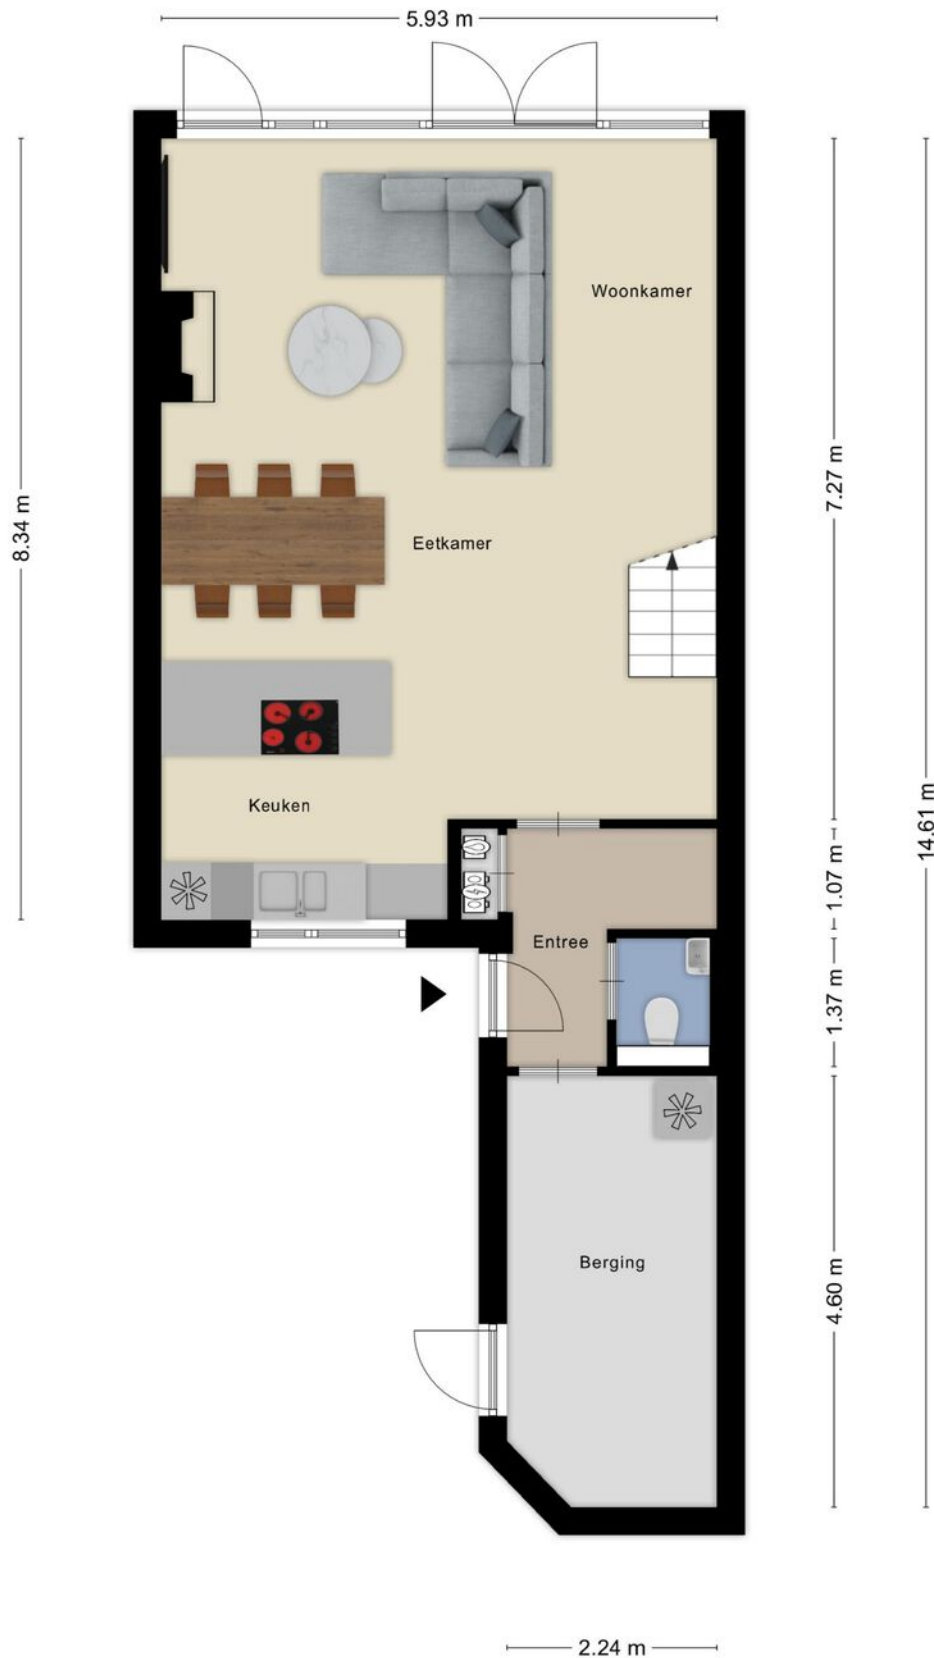 5.93 m
Woonkamer
7.27 m
8.34 m
Eetkamer
Keuken
14.61 m
1.07 m
Entree
1.37 m
Berging
4.60 m
2.24 m